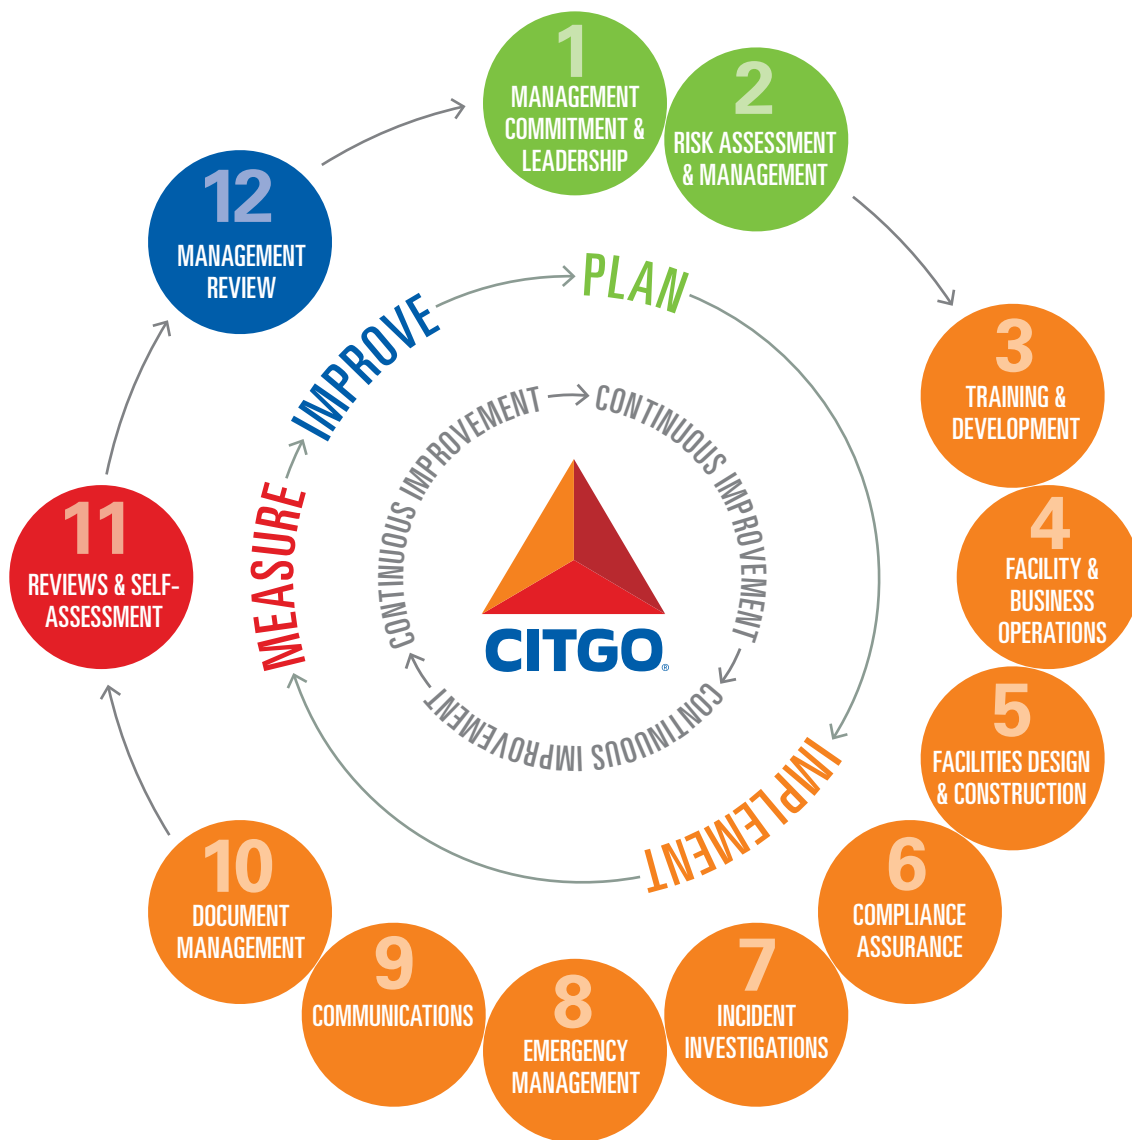 1
MANAGEMENT
COMMITMENT &
LEADERSHIP
2
RISK ASSESSMENT
& MANAGEMENT
3
TRAINING &
DEVELOPMENT
4
FACILITY &
BUSINESS
OPERATIONS
5
FACILITIES DESIGN
& CONSTRUCTION
6
COMPLIANCE
ASSURANCE
7
INCIDENT
INVESTIGATIONS
8
EMERGENCY
MANAGEMENT
9
COMMUNICATIONS
10
DOCUMENT
MANAGEMENT
11
REVIEWS & SELF-
ASSESSMENT
12
MANAGEMENT
REVIEW
PLAN
IMPLEMENT
MEASURE
IMPROVE
CONTINUOUS IMPROVEMENT
CONTINUOUS IMPROVEMENT
CONTINUOUS IMPROVEMENT
CITGO®